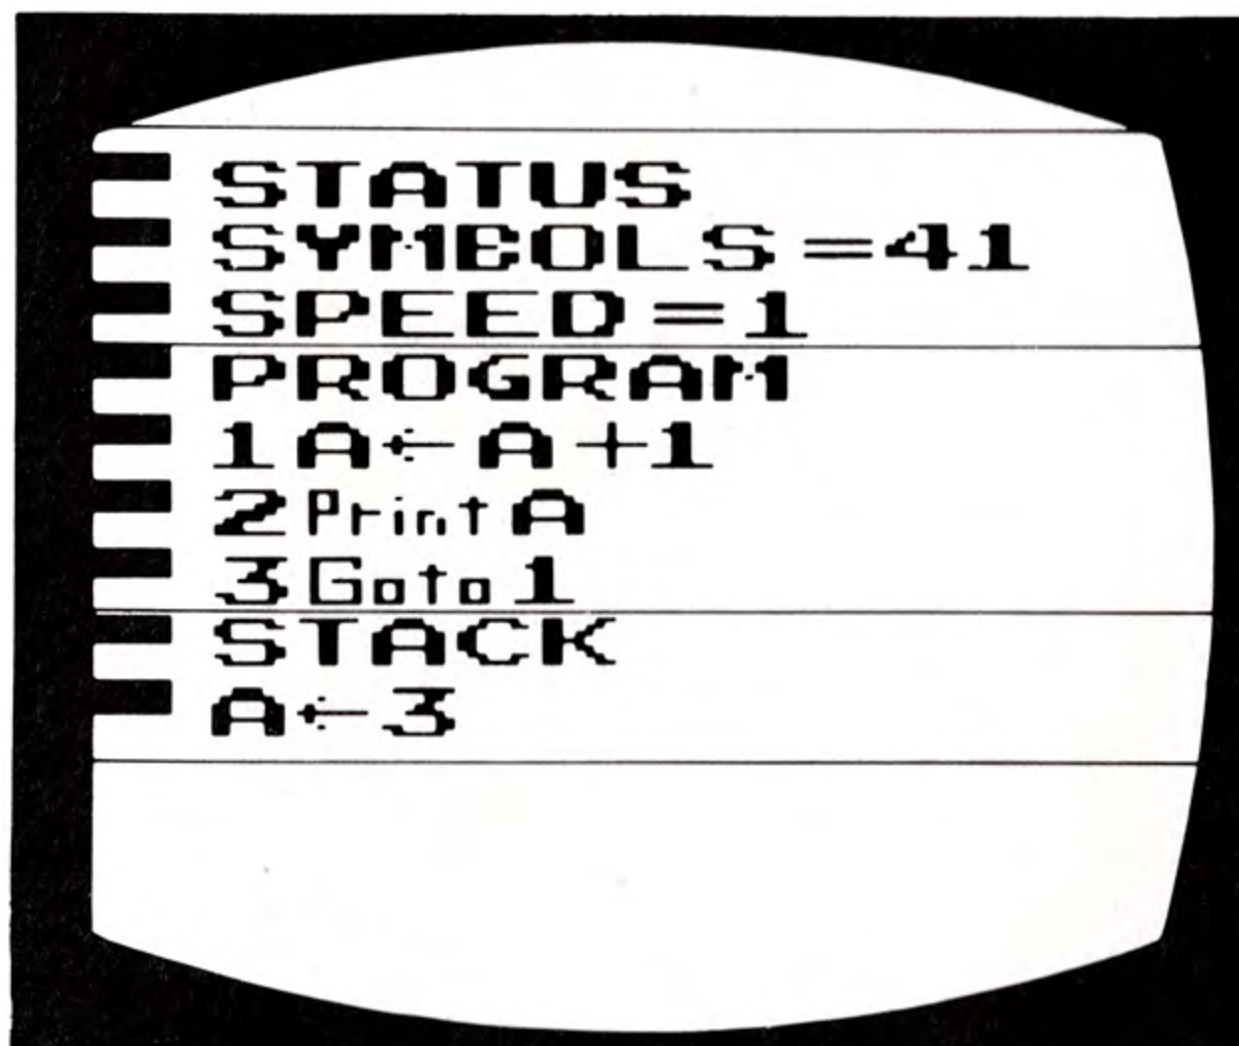 STATUS
SYMBOLS=41
SPEED=1
PROGRAM
1A←A+1
2PrintA
3Goto1
STACK
A←3